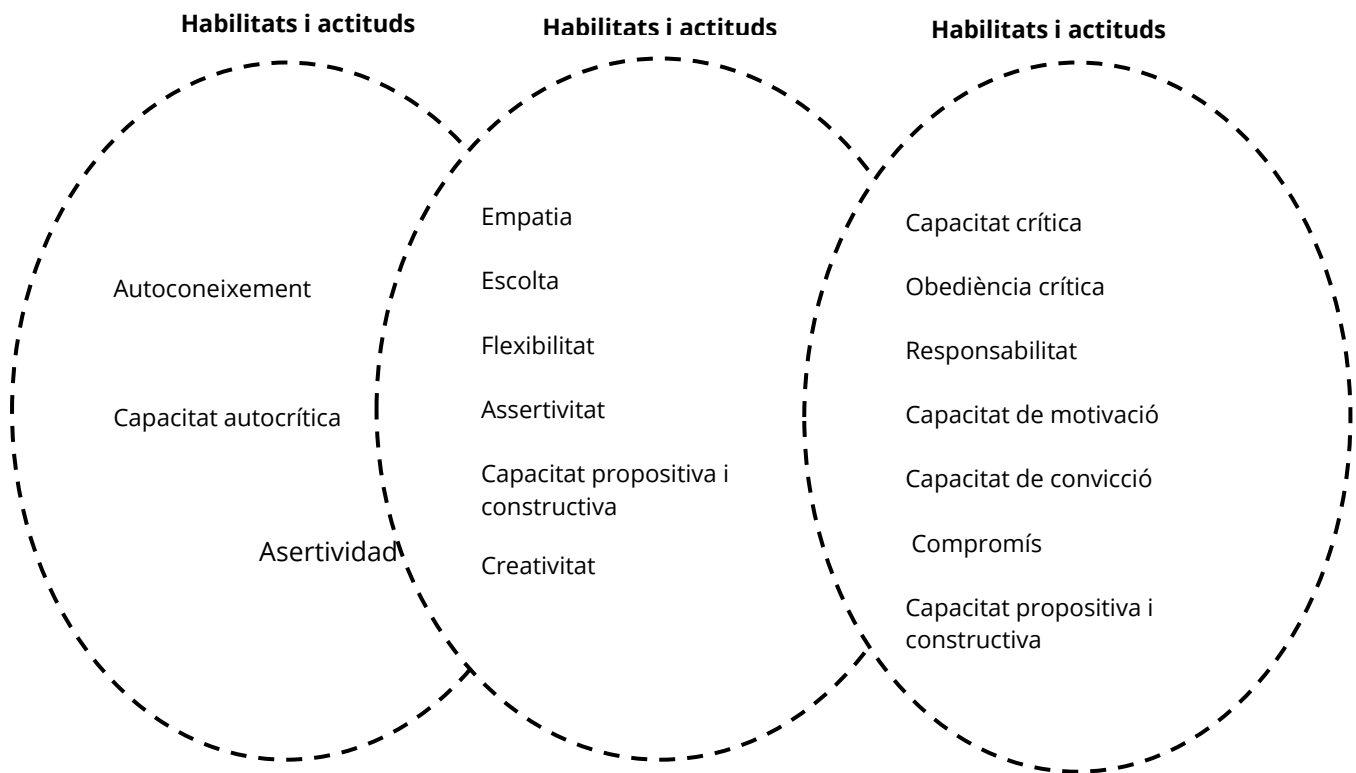 Habilitats i actituds
Autoconeixement
Capacitat autocrítica
Asertividad
Habilitats i actituds
Empatia
Escolta
Flexibilitat
Assertivitat
Capacitat propositiva i
constructiva
Creativitat
Habilitats i actituds
Capacitat crítica
Obediència crítica
Responsabilitat
Capacitat de motivació
Capacitat de convicció
Compromís
Capacitat propositiva i
constructiva